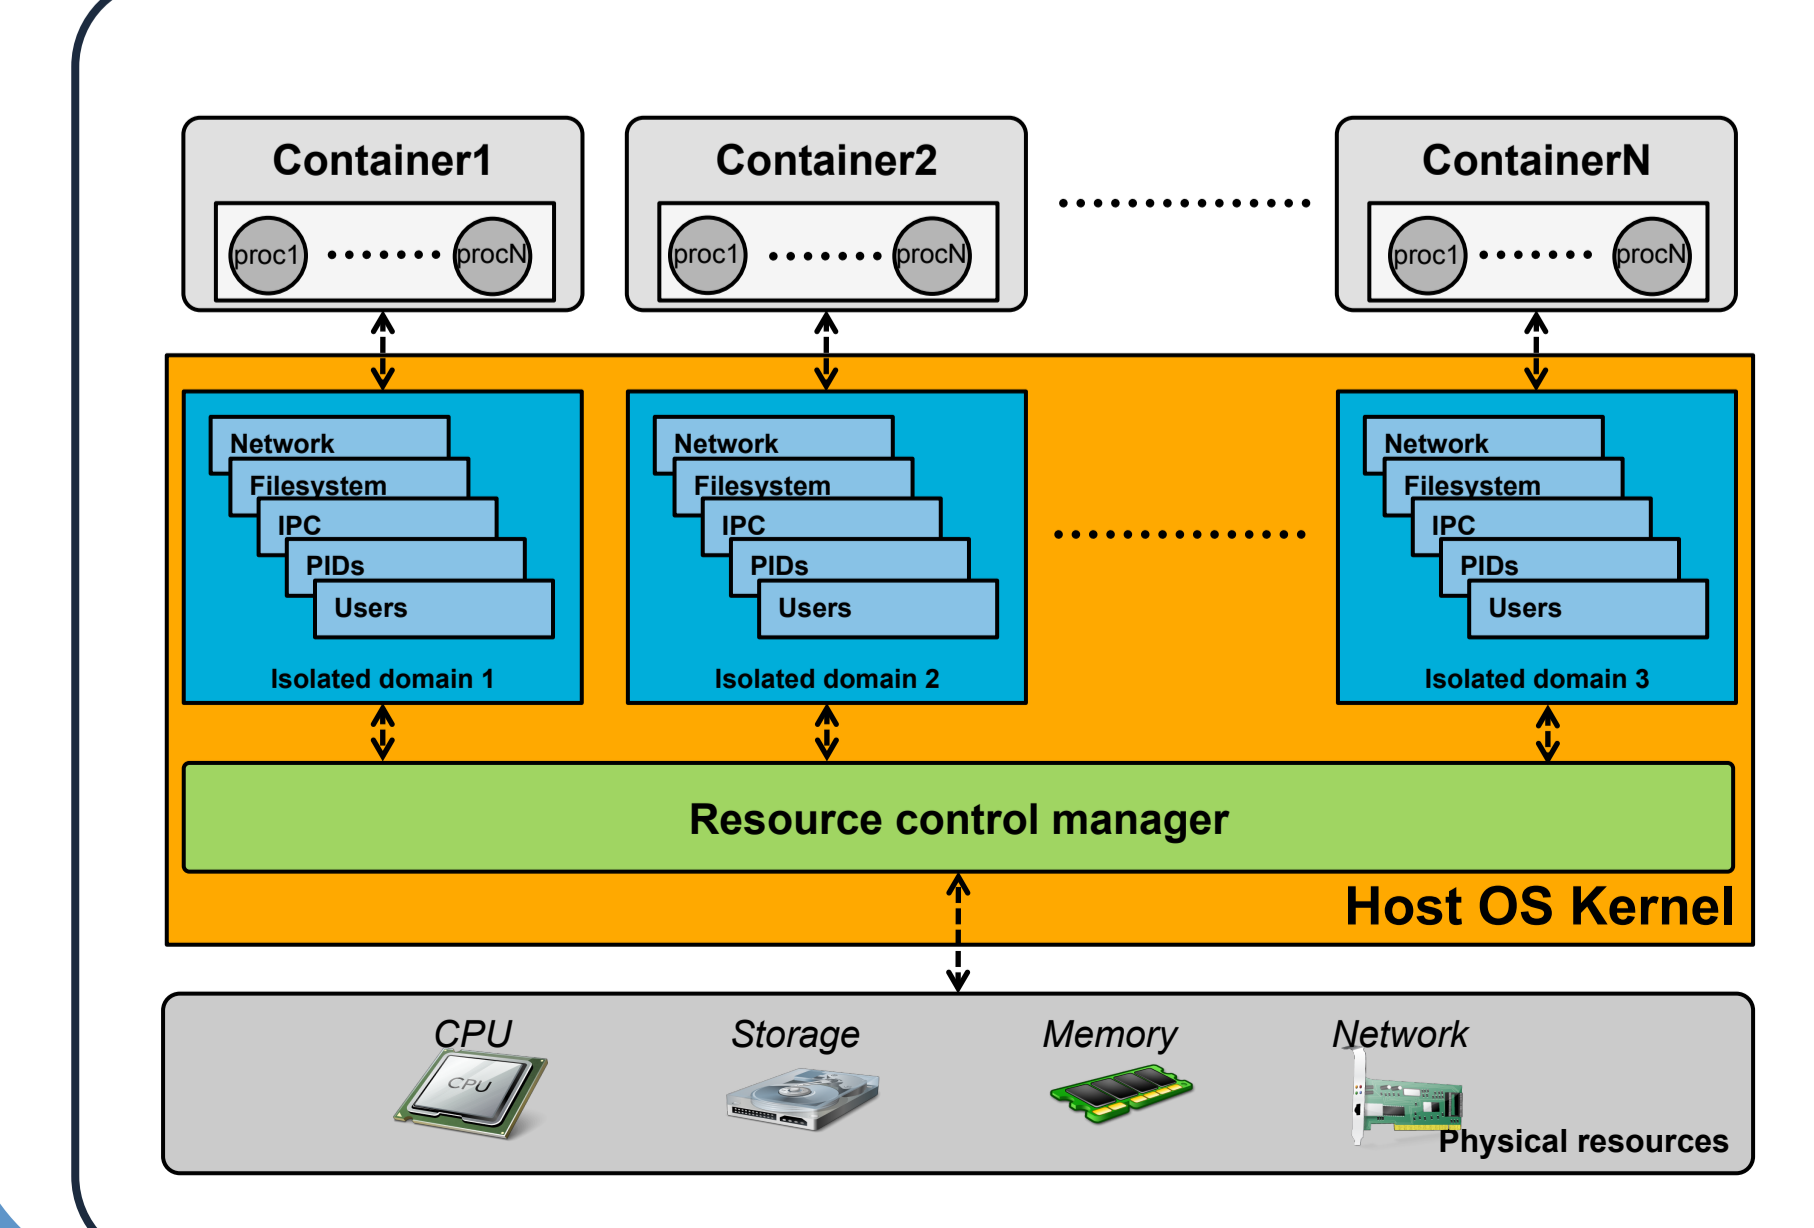 Container1
Container2
ContainerN
proc1 procN
proc1 procN
proc1 procN
Network
Filesystem
IPC
PIDs
Users
Isolated domain 1
Network
Filesystem
IPC
PIDs
Users
Isolated domain 2
Network
Filesystem
IPC
PIDs
Users
Isolated domain 3
Resource control manager
Host OS Kernel
CPU
Storage
Memory
Network
CPU
Physical resources